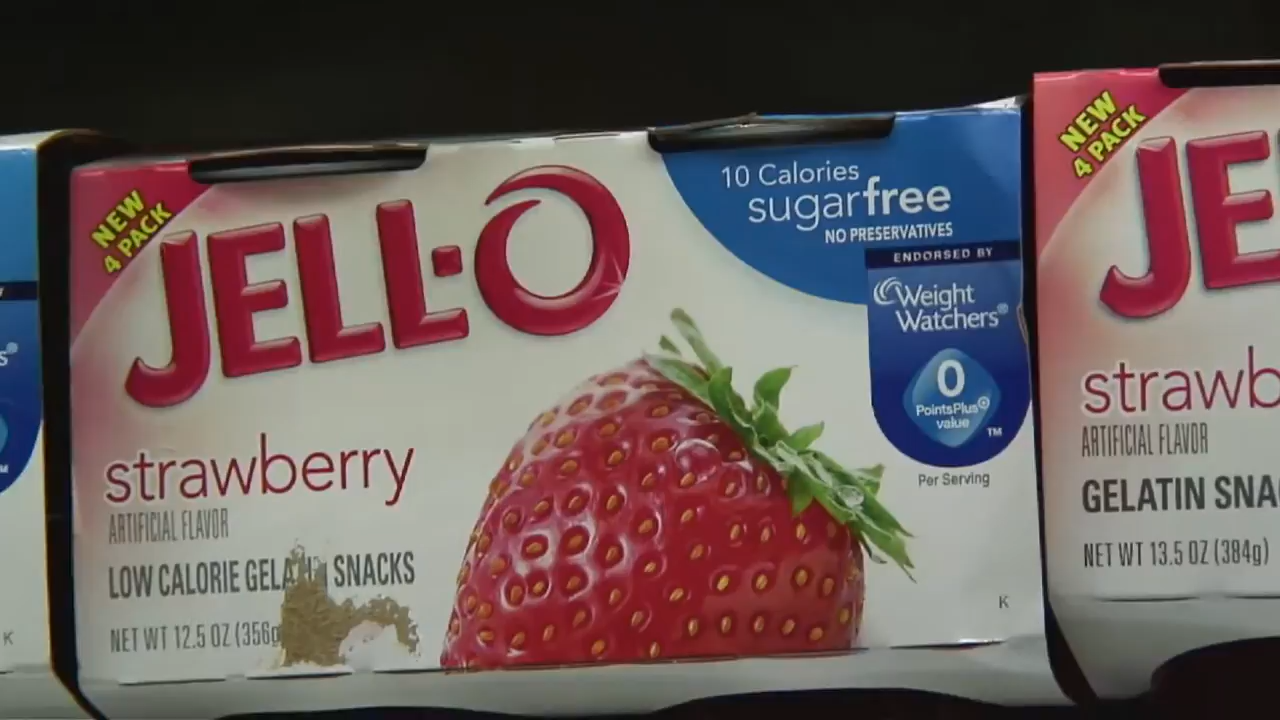 NEW
4 PACK
JELL-O
strawberry
ARTIFICIAL FLAVOR
LOW CALORIE SNACKS
NET WT 12.5 OZ (356g
10 Calories
sugarfree
NO PRESERVATIVES
ENDORSED BY
Weight
Watchers®
0
PointsPlus®
value
™
Per Serving
K
NEW
4 PACK
JE
strawb
ARTIFICIAL FLAVOR
GELATIN SNA
NET WT 13.5 OZ (384g)
s®
K